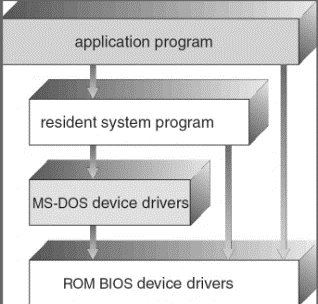 application program
resident system program
MS-DOS device drivers
ROM BIOS device drivers